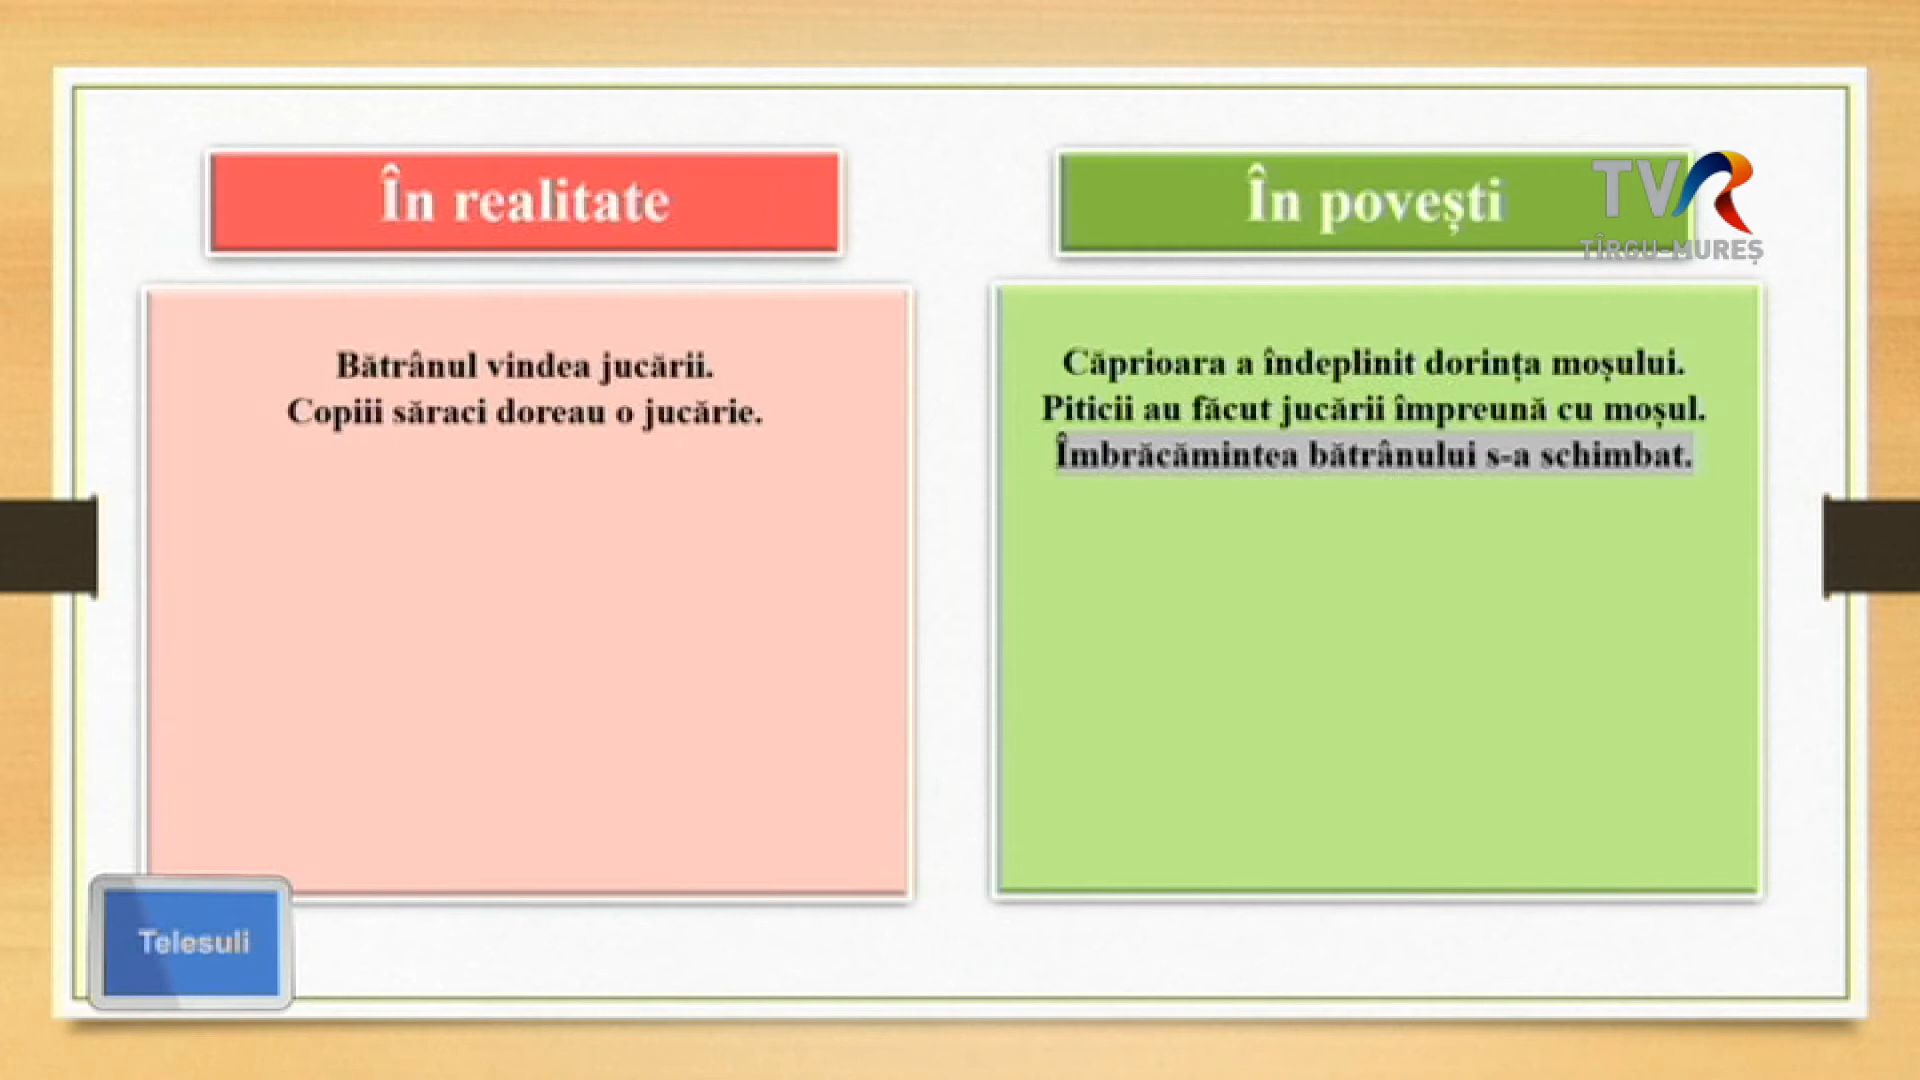 În realitate
Bătrânul vindea jucării.
Copiii săraci doreau o jucărie.
În povești
Căprioara a îndeplinit dorința moșului.
Piticii au făcut jucării împreună cu moșul.
Îmbrăcămintea bătrânului s-a schimbat.
TVR
TÎRGU-MUREȘ
Telesuli